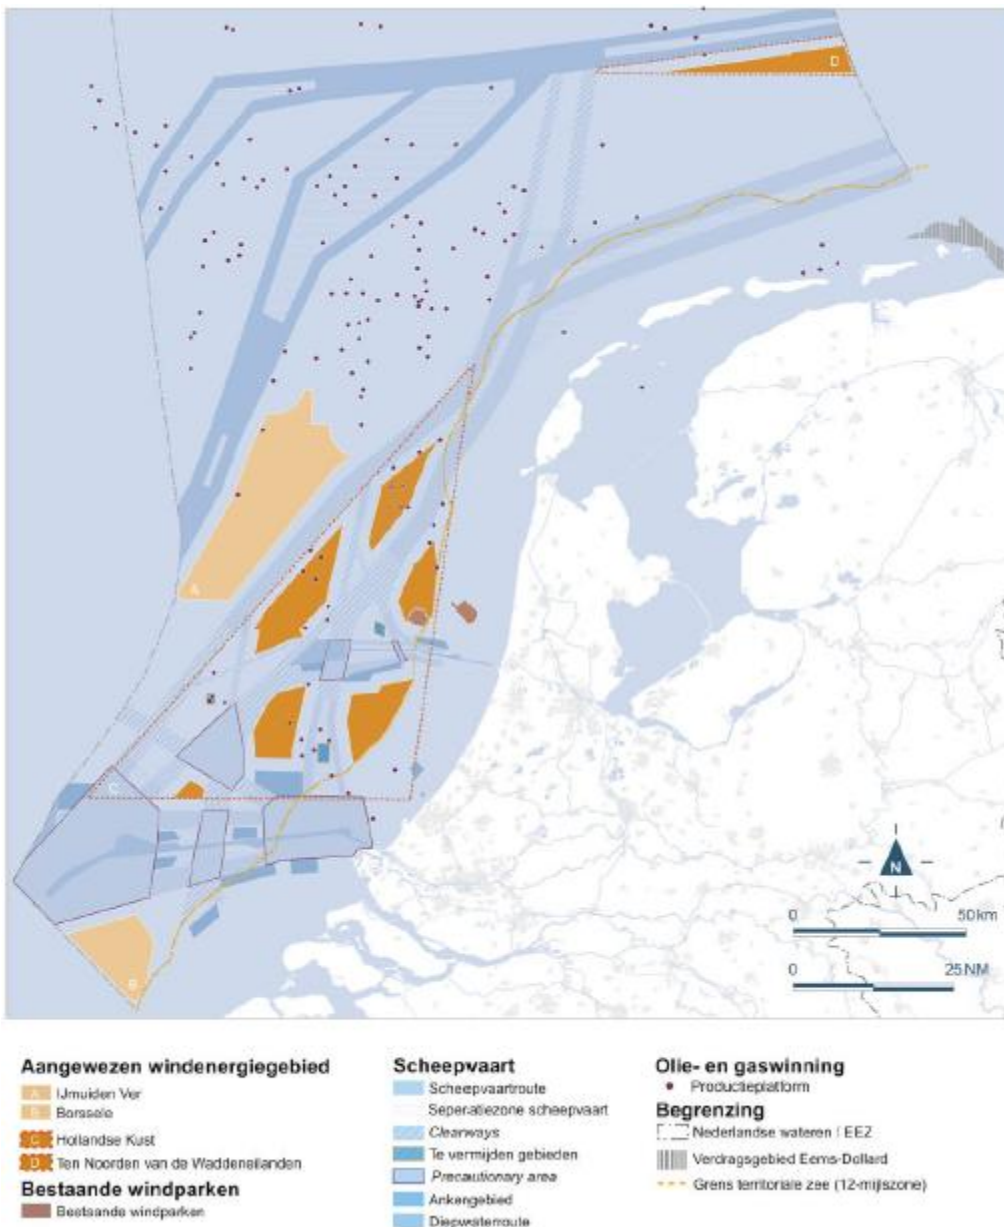 D
A
C
B
N
0 50km
0 25NM
Aangewezen windenergiegebied
A IJmuiden Ver
B Borssele
C Hollandse Kust
D Ten Noorden van de Waddeneilanden
Bestaande windparken
Bestaande windparken
Scheepvaart
Scheepvaartroute
Seperatiezone scheepvaart
Clearways
Te vermijden gebieden
Precautionary area
Ankergebied
Diepwaterroute
Olie- en gaswinning
Productieplatform
Begrenzing
Nederlandse wateren / EEZ
Verdragsgebied Eems-Dollard
Grens territoriale zee (12-mijlszone)